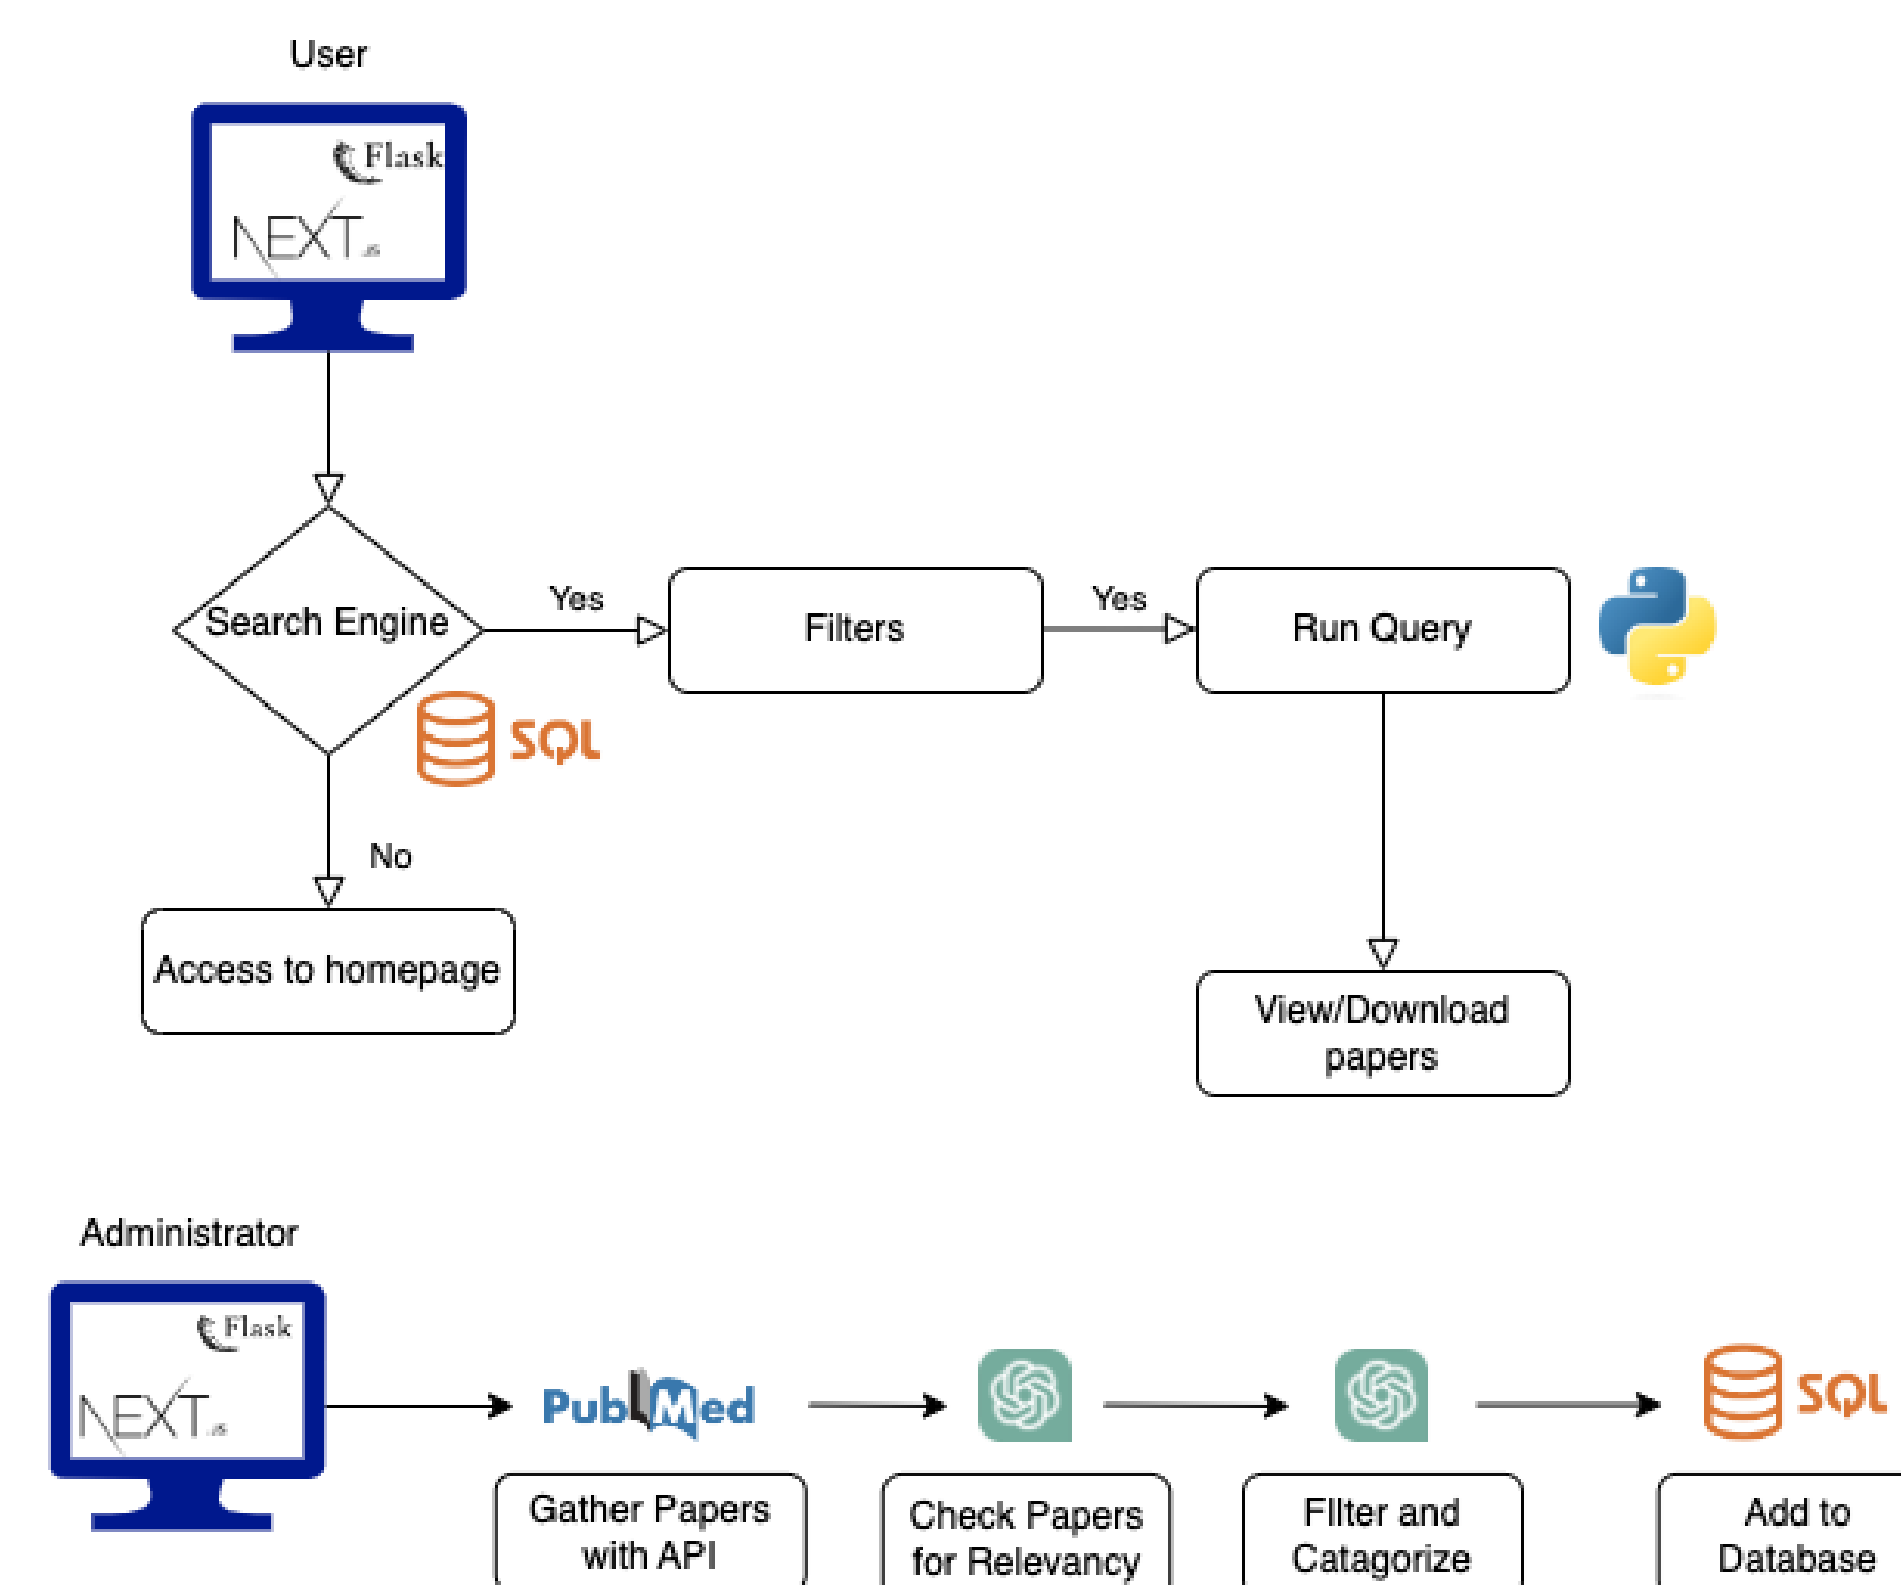 User
Flask
NEXT.JS
Search Engine
Yes
Filters
Yes
Run Query
SQL
No
Access to homepage
View/Download
papers
Administrator
Flask
NEXT.JS
PubMed
SQL
Gather Papers
with API
Check Papers
for Relevancy
FIlter and
Catagorize
Add to
Database